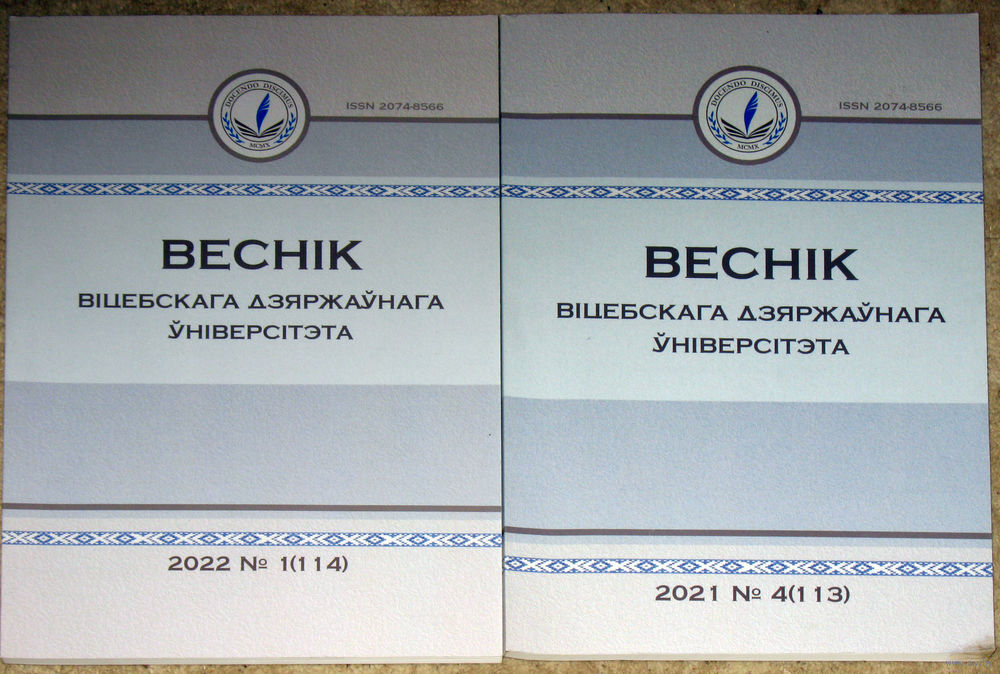 ISSN 2074-8566
DOCENDO DISCIMUS
MCMX
ВЕСНІК
ВІЦЕБСКАГА ДЗЯРЖАЎНАГА
ЎНІВЕРСІТЭТА
2022 № 1(114)
ISSN 2074-8566
DOCENDO DISCIMUS
MCMX
ВЕСНІК
ВІЦЕБСКАГА ДЗЯРЖАЎНАГА
ЎНІВЕРСІТЭТА
2021 № 4(113)